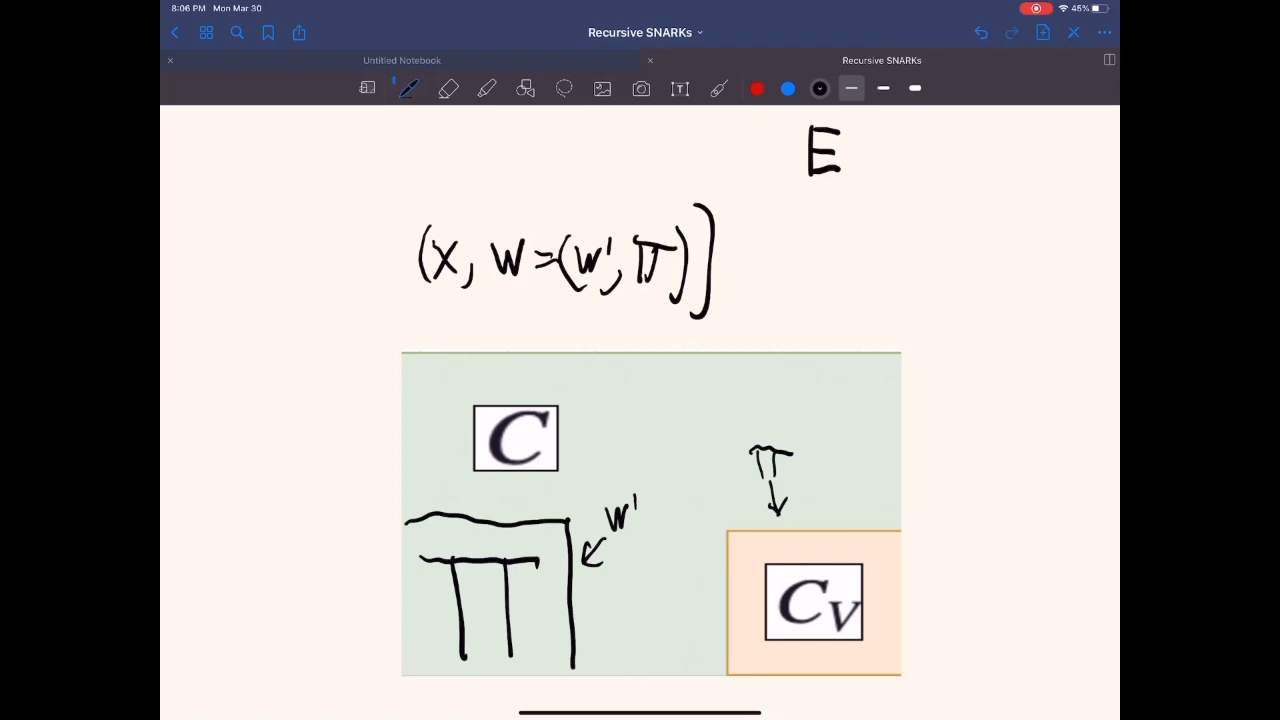 8:06 PM Mon Mar 30
45%
Recursive SNARKs
Untitled Notebook
Recursive SNARKs
T
E
(x, w=(w', π))
C
π
w'
Π
C_V